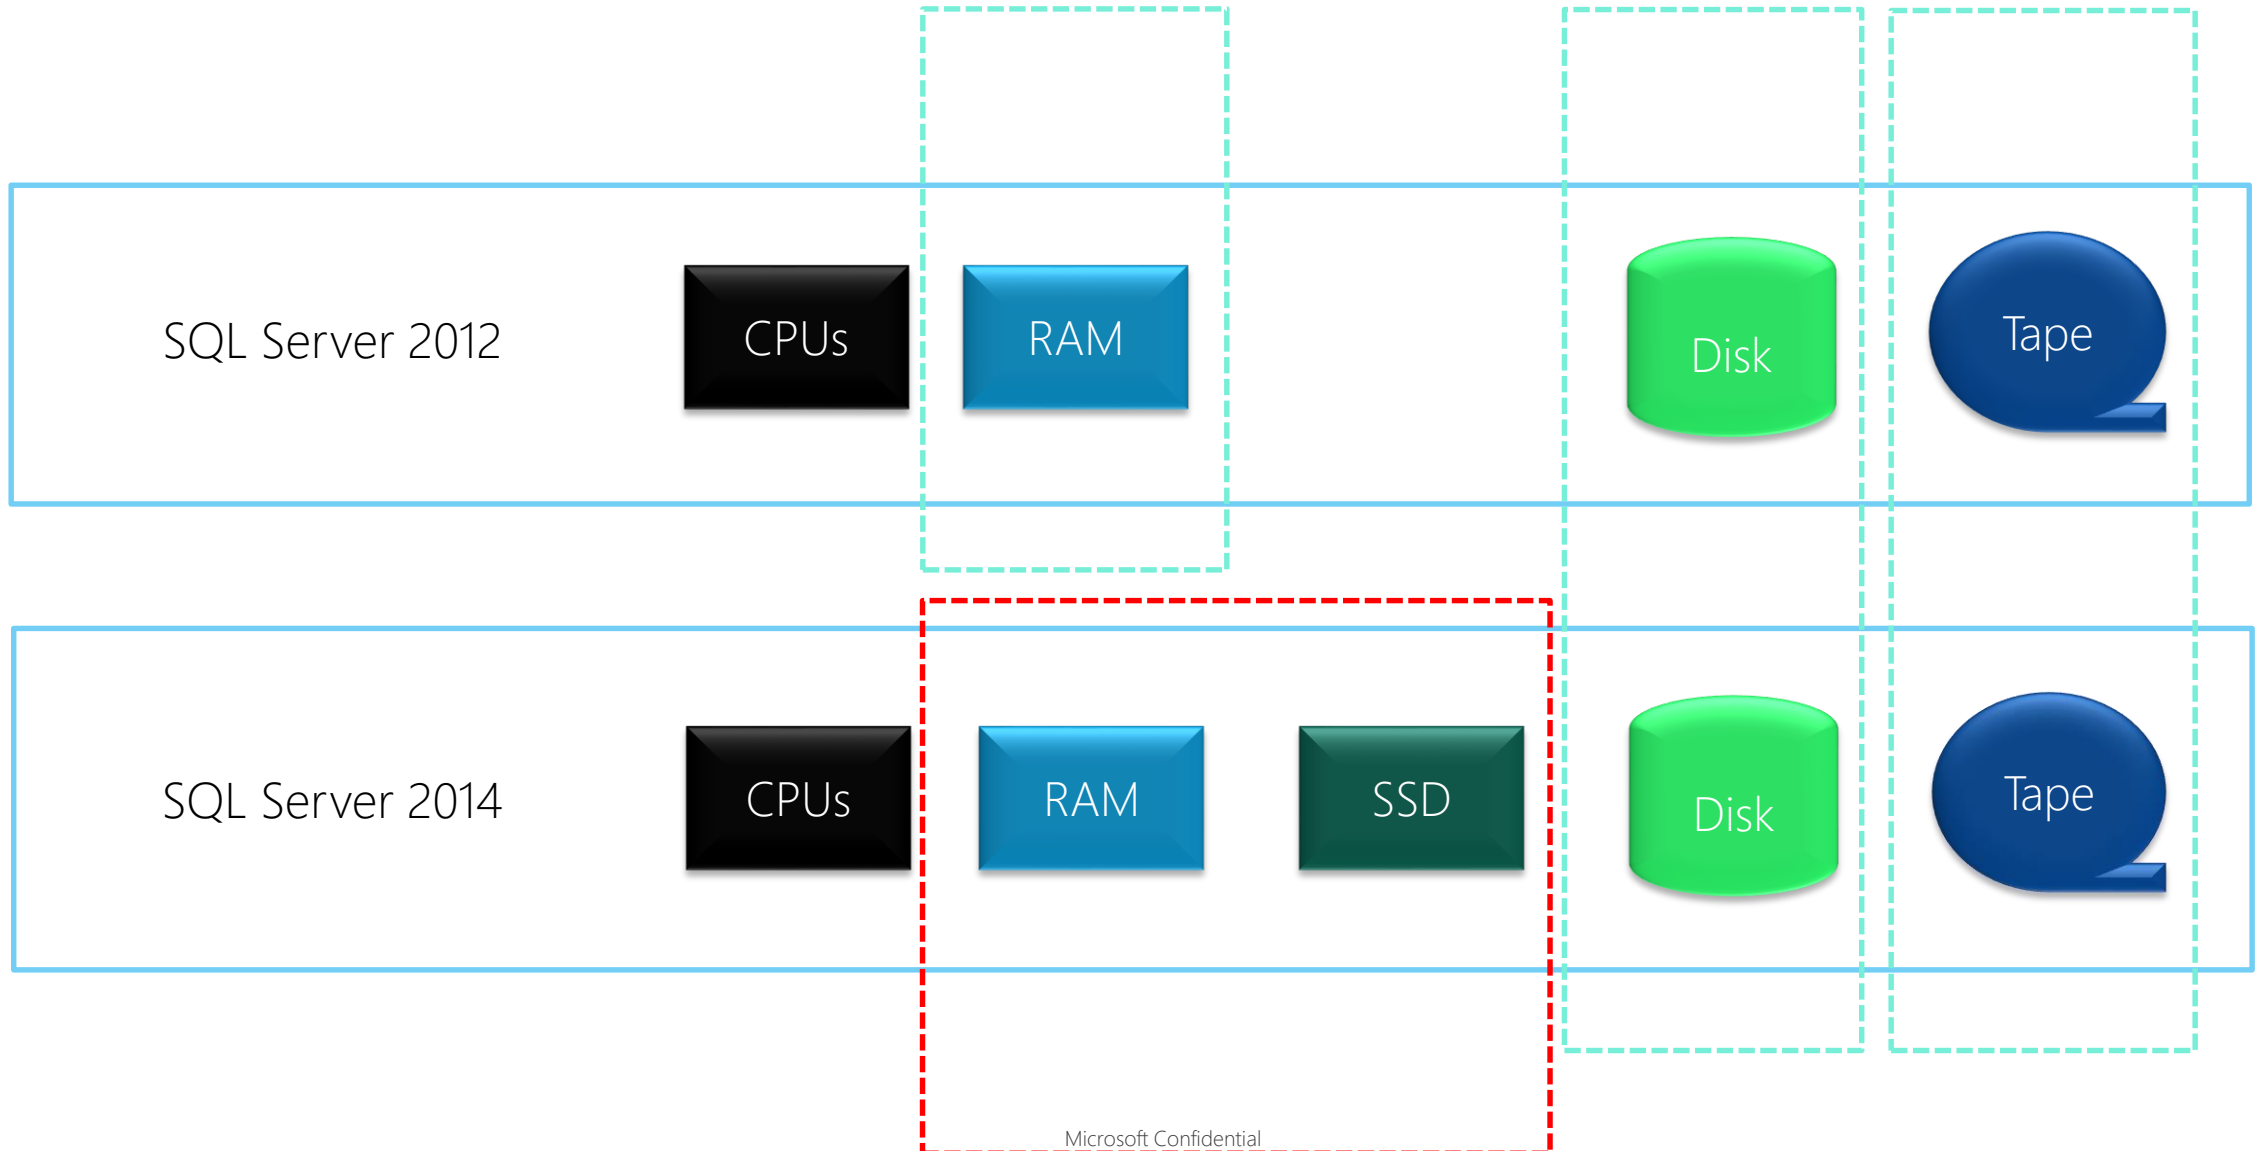 SQL Server 2012
CPUs
RAM
Disk
Tape
SQL Server 2014
CPUs
RAM
SSD
Disk
Tape
Microsoft Confidential